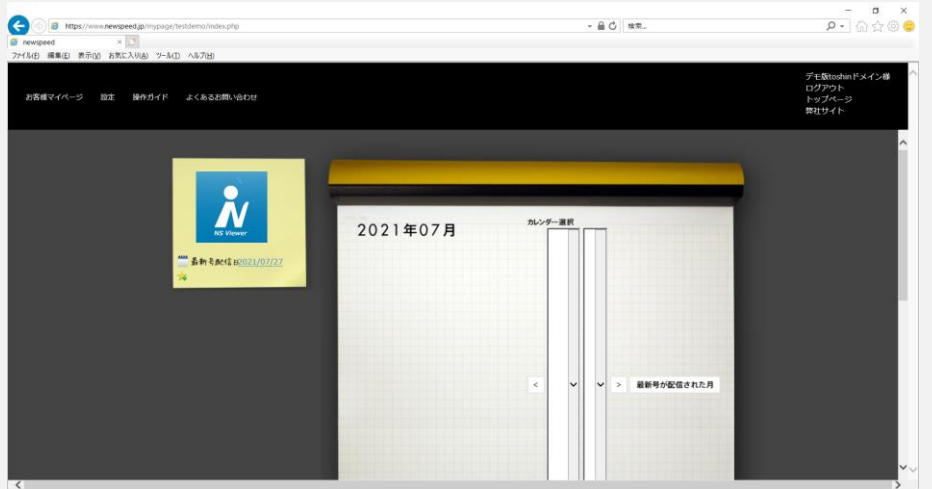 https://www.newspeed.jp/mypage/testdemo/index.php
検索...
newspeed
ファイル(F) 編集(E) 表示(V) お気に入り(A) ツール(T) ヘルプ(H)
デモ版toshinドメイン様
ログアウト
トップページ
弊社サイト
お客様マイページ 設定 操作ガイド よくあるお問い合わせ
N
NS Viewer
最新号配信日2021/07/27
2021年07月
カレンダー選択
< > 最新号が配信された月